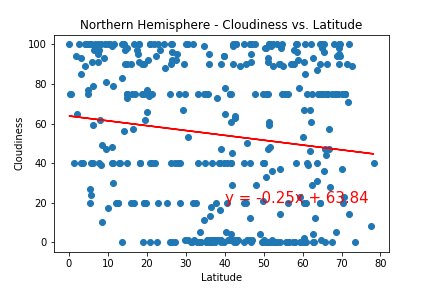 Northern Hemisphere - Cloudiness vs. Latitude
100
80
60
40
20
0
Cloudiness
y = -0.25x + 63.84
0 10 20 30 40 50 60 70 80
Latitude